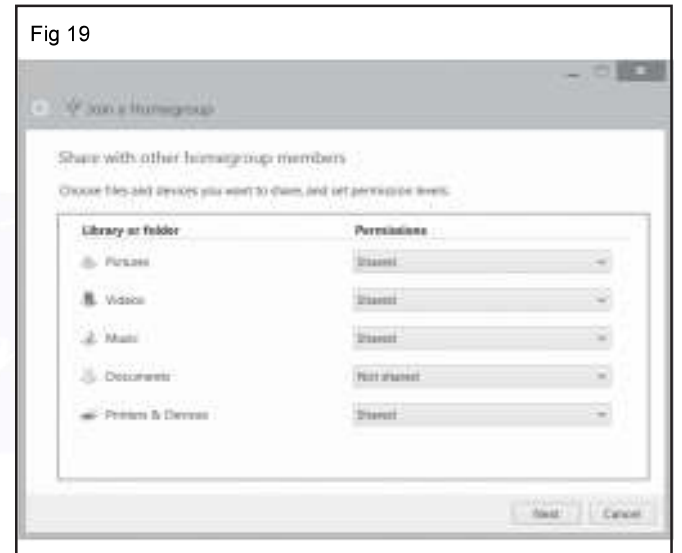 Fig 19
Join a Homegroup
Share with other homegroup members
Choose files and devices you want to share, and set permission levels.
Library or folder Permissions
Pictures Shared
Videos Shared
Music Shared
Documents Not shared
Printers & Devices Shared
Next Cancel